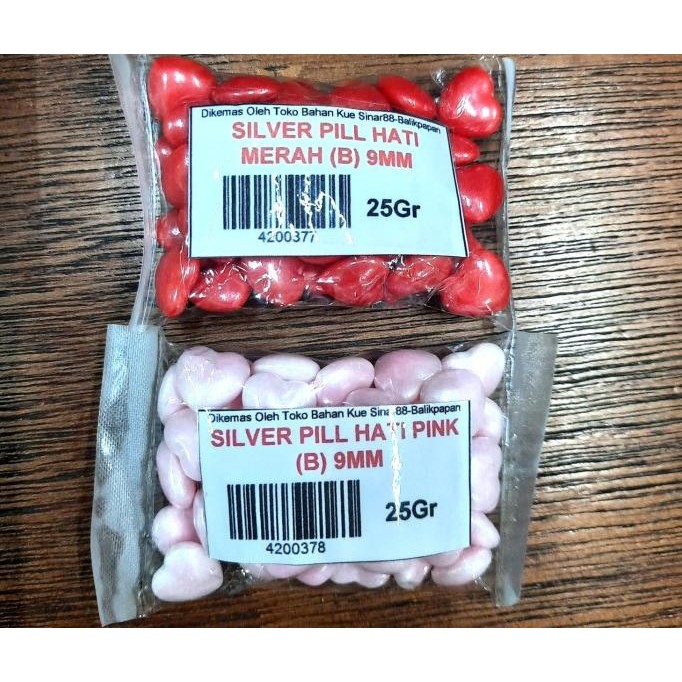 Dikemas Oleh Toko Bahan Kue Sinar88-Balikpapan
SILVER PILL HATI
MERAH (B) 9MM
25Gr
4200377
Dikemas Oleh Toko Bahan Kue Sinar88-Balikpapan
SILVER PILL HATI PINK
(B) 9MM
25Gr
4200378